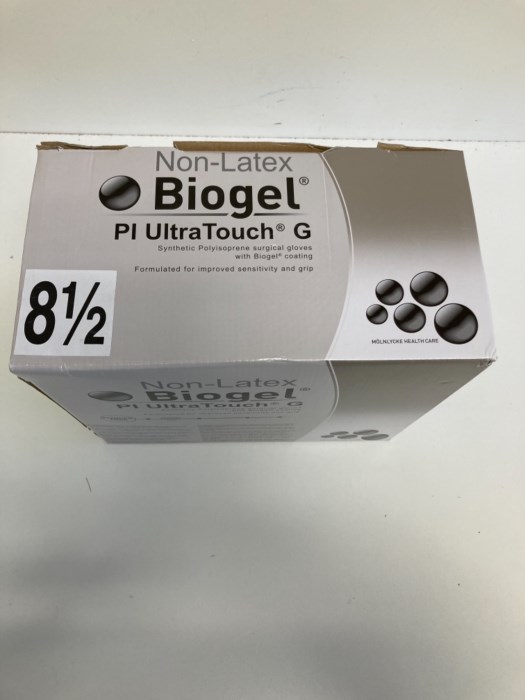 Non-Latex
Biogel®
PI UltraTouch® G
Synthetic Polyisoprene surgical gloves
with Biogel® coating
Formulated for improved sensitivity and grip
8½
MÖLNLYCKE HEALTH CARE
Non-Latex
Biogel®
PI UltraTouch® G